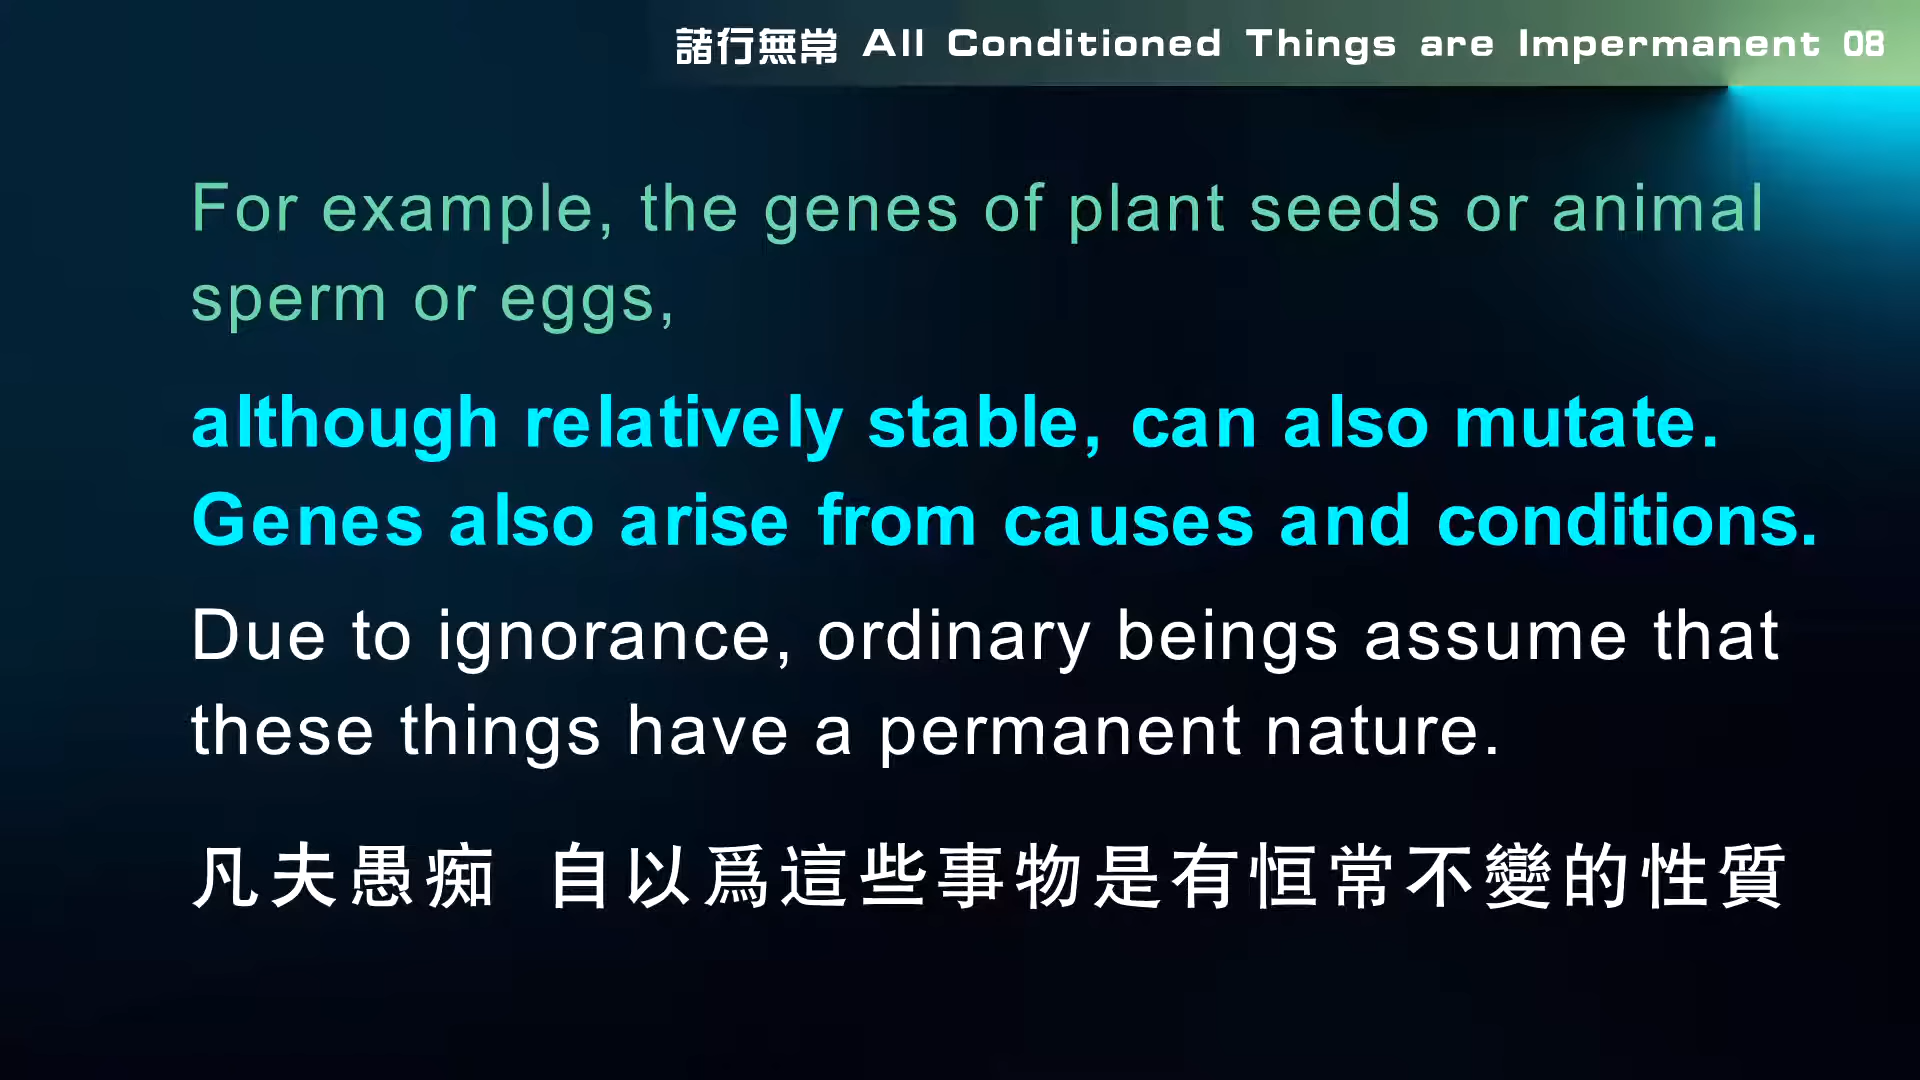 諸行無常 All Conditioned Things are Impermanent 08
For example, the genes of plant seeds or animal
sperm or eggs,
although relatively stable, can also mutate.
Genes also arise from causes and conditions.
Due to ignorance, ordinary beings assume that
these things have a permanent nature.
凡夫愚痴 自以爲這些事物是有恒常不變的性質